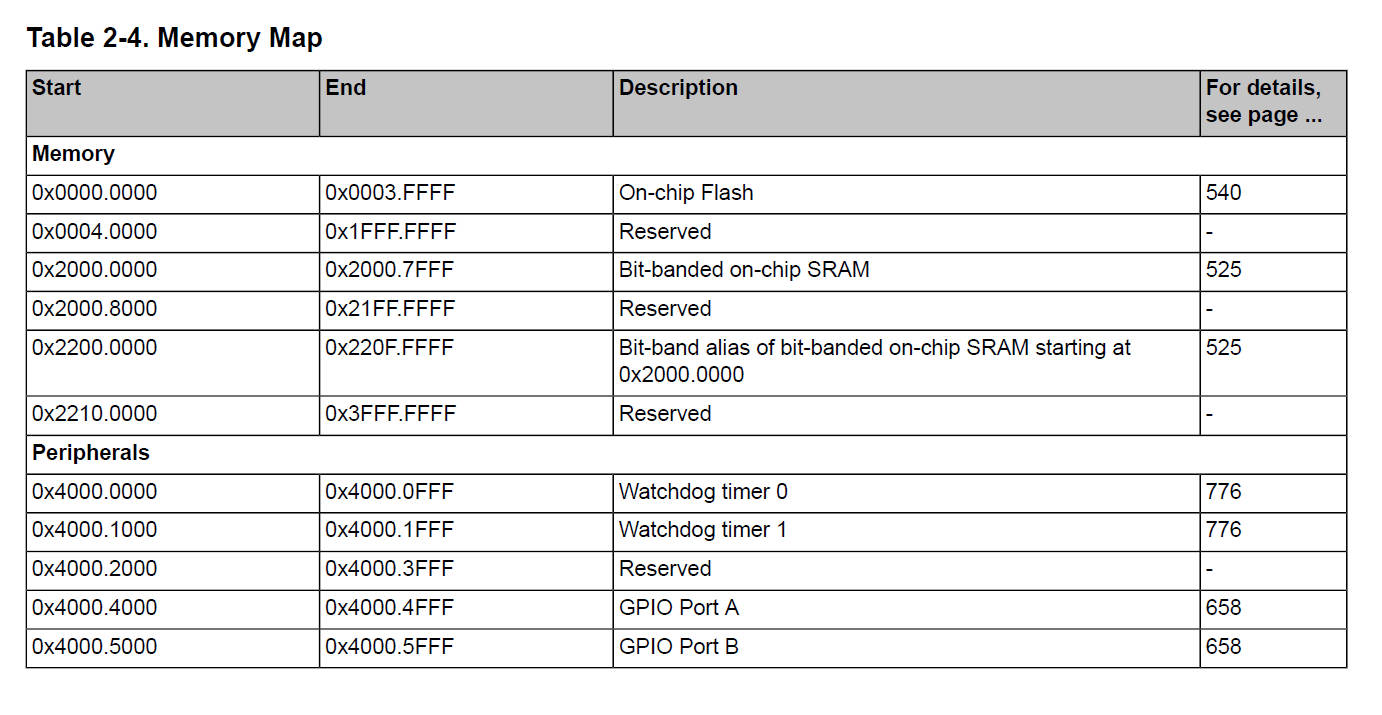 Table 2-4. Memory Map
Start End Description For details,
see page ...
Memory
0x0000.0000 0x0003.FFFF On-chip Flash 540
0x0004.0000 0x1FFF.FFFF Reserved -
0x2000.0000 0x2000.7FFF Bit-banded on-chip SRAM 525
0x2000.8000 0x21FF.FFFF Reserved -
0x2200.0000 0x220F.FFFF Bit-band alias of bit-banded on-chip SRAM starting at 525
0x2000.0000
0x2210.0000 0x3FFF.FFFF Reserved -
Peripherals
0x4000.0000 0x4000.0FFF Watchdog timer 0 776
0x4000.1000 0x4000.1FFF Watchdog timer 1 776
0x4000.2000 0x4000.3FFF Reserved -
0x4000.4000 0x4000.4FFF GPIO Port A 658
0x4000.5000 0x4000.5FFF GPIO Port B 658